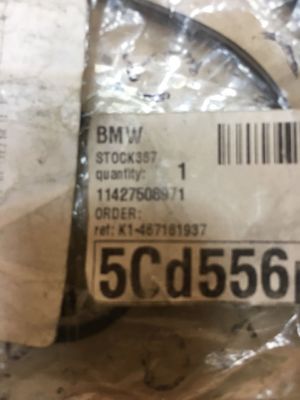 BMW
STOCK387
quantity: 1
11427508971
ORDER:
ref: K1-467161937
5Cd556